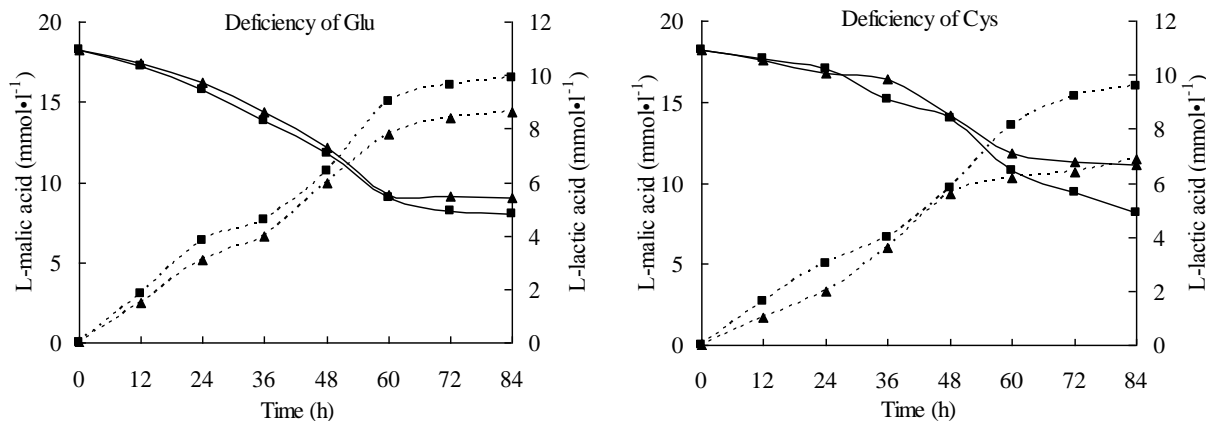 Deficiency of Glu
20
15
10
5
0
L-malic acid (mmol•l⁻¹)
12
10
8
6
4
2
0
L-lactic acid (mmol•l⁻¹)
0 12 24 36 48 60 72 84
Time (h)
Deficiency of Cys
20
15
10
5
0
L-malic acid (mmol•l⁻¹)
12
10
8
6
4
2
0
L-lactic acid (mmol•l⁻¹)
0 12 24 36 48 60 72 84
Time (h)